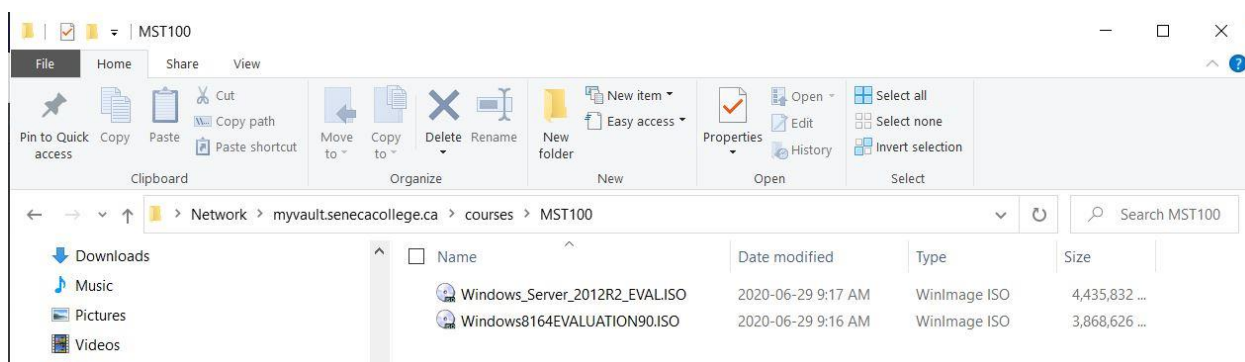 MST100
File Home Share View
Pin to Quick access
Copy
Paste
Cut
Copy path
Paste shortcut
Move to
Copy to
Delete
Rename
New folder
New item
Easy access
Properties
Open
Edit
History
Select all
Select none
Invert selection
Clipboard Organize New Open Select
Network > myvault.senecacollege.ca > courses > MST100
Search MST100
Downloads
Music
Pictures
Videos
Name Date modified Type Size
Windows_Server_2012R2_EVAL.ISO 2020-06-29 9:17 AM WinImage ISO 4,435,832 ...
Windows8164EVALUATION90.ISO 2020-06-29 9:16 AM WinImage ISO 3,868,626 ...